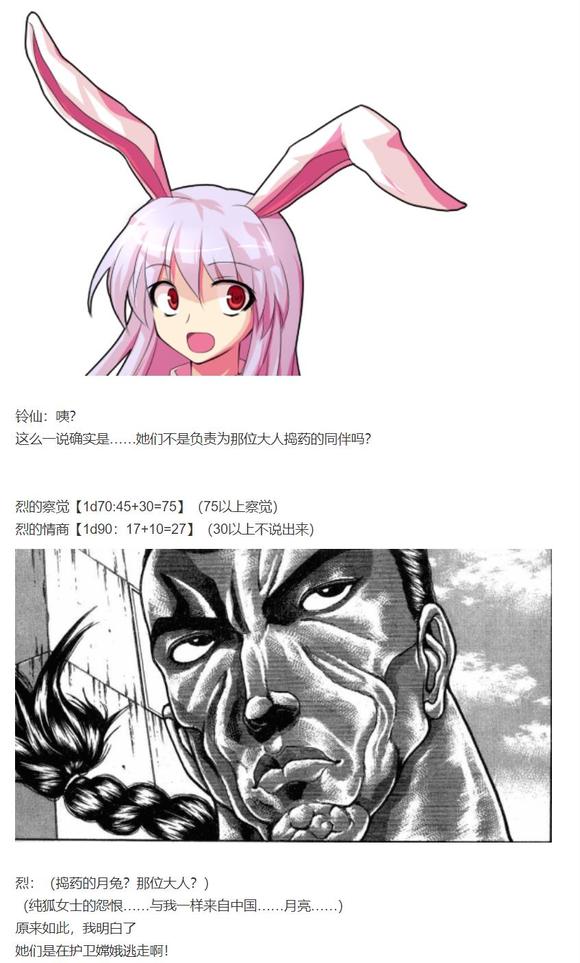 铃仙：咦？
这么一说确实是……她们不是负责为那位大人捣药的同伴吗？
烈的察觉【1d70:45+30=75】（75以上察觉）
烈的情商【1d90：17+10=27】（30以上不说出来）
烈：（捣药的月兔？那位大人？）
（纯狐女士的怨恨……与我一样来自中国……月亮……）
原来如此，我明白了
她们是在护卫嫦娥逃走啊！